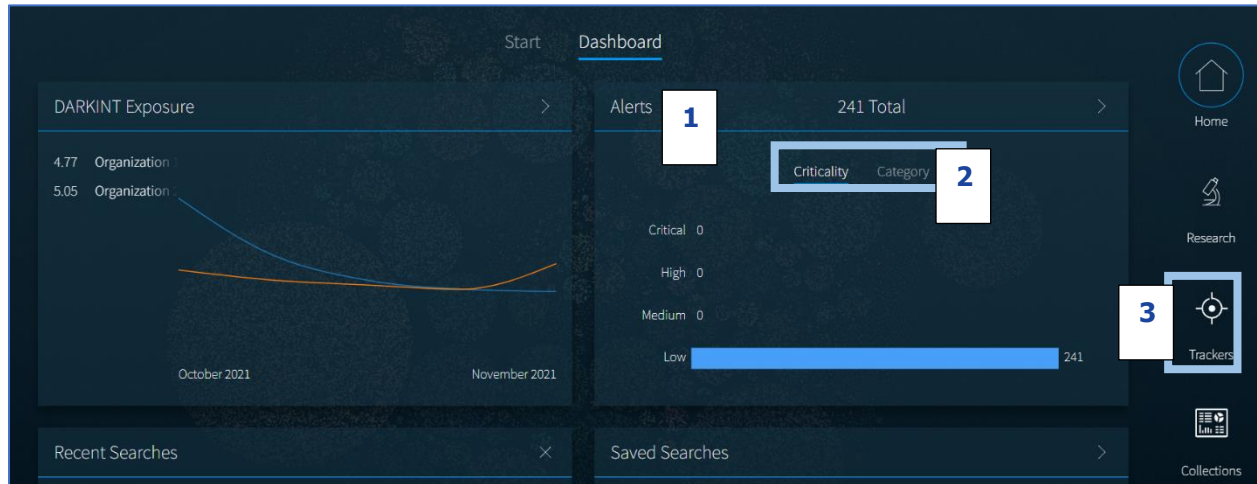 Start Dashboard
DARKINT Exposure
4.77 Organization
5.05 Organization
October 2021 November 2021
Alerts 1 241 Total
Criticality Category 2
Critical 0
High 0
Medium 0
Low 241
Recent Searches
Saved Searches
Home
Research
3 Trackers
Collections